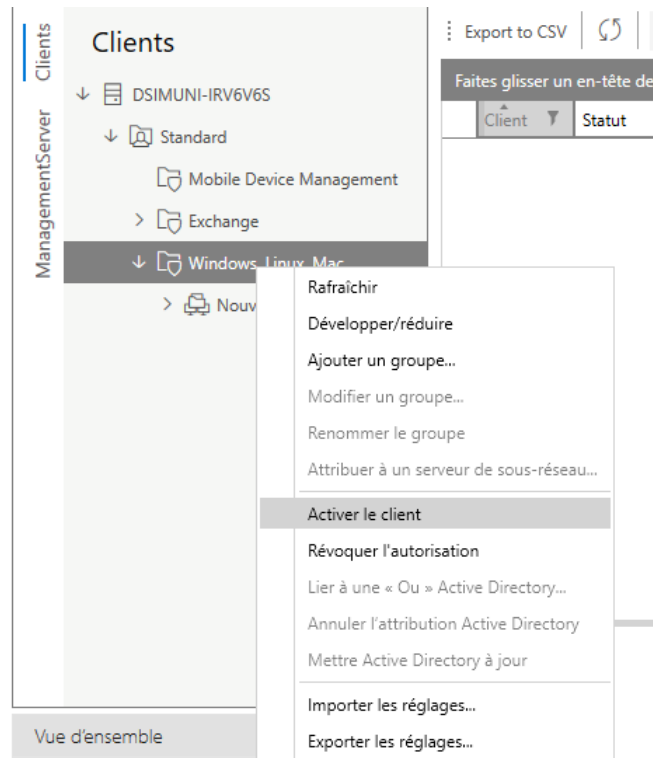 Clients
ManagementServer
Clients
Export to CSV
Faites glisser un en-tête de
Client
Statut
DSIMUNI-IRV6V6S
Standard
Mobile Device Management
Exchange
Windows, Linux, Mac
Nouv
Rafraîchir
Développer/réduire
Ajouter un groupe...
Modifier un groupe...
Renommer le groupe
Attribuer à un serveur de sous-réseau...
Activer le client
Révoquer l'autorisation
Lier à une « Ou » Active Directory...
Annuler l'attribution Active Directory
Mettre Active Directory à jour
Importer les réglages...
Exporter les réglages...
Vue d'ensemble